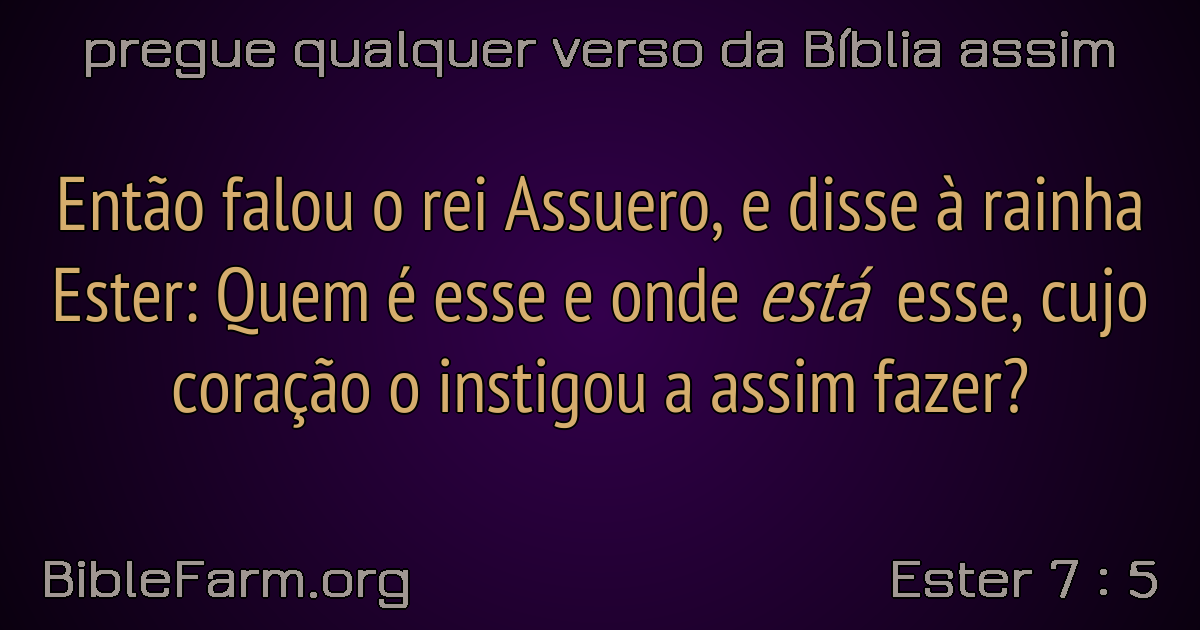 pregue qualquer verso da Bíblia assim
Então falou o rei Assuero, e disse à rainha
Ester: Quem é esse e onde está esse, cujo
coração o instigou a assim fazer?
BibleFarm.org
Ester 7 : 5